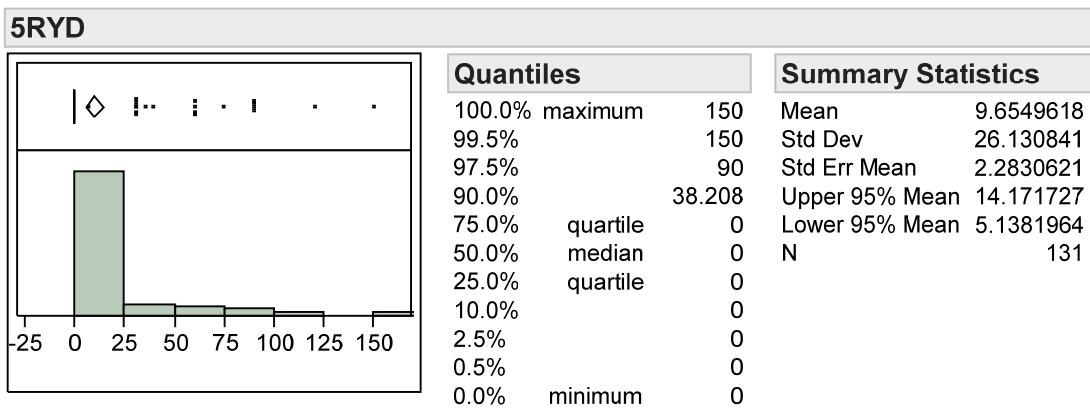 5RYD
-25 0 25 50 75 100 125 150
Quantiles
100.0% maximum 150
99.5% 150
97.5% 90
90.0% 38.208
75.0% quartile 0
50.0% median 0
25.0% quartile 0
10.0% 0
2.5% 0
0.5% 0
0.0% minimum 0
Summary Statistics
Mean 9.6549618
Std Dev 26.130841
Std Err Mean 2.2830621
Upper 95% Mean 14.171727
Lower 95% Mean 5.1381964
N 131